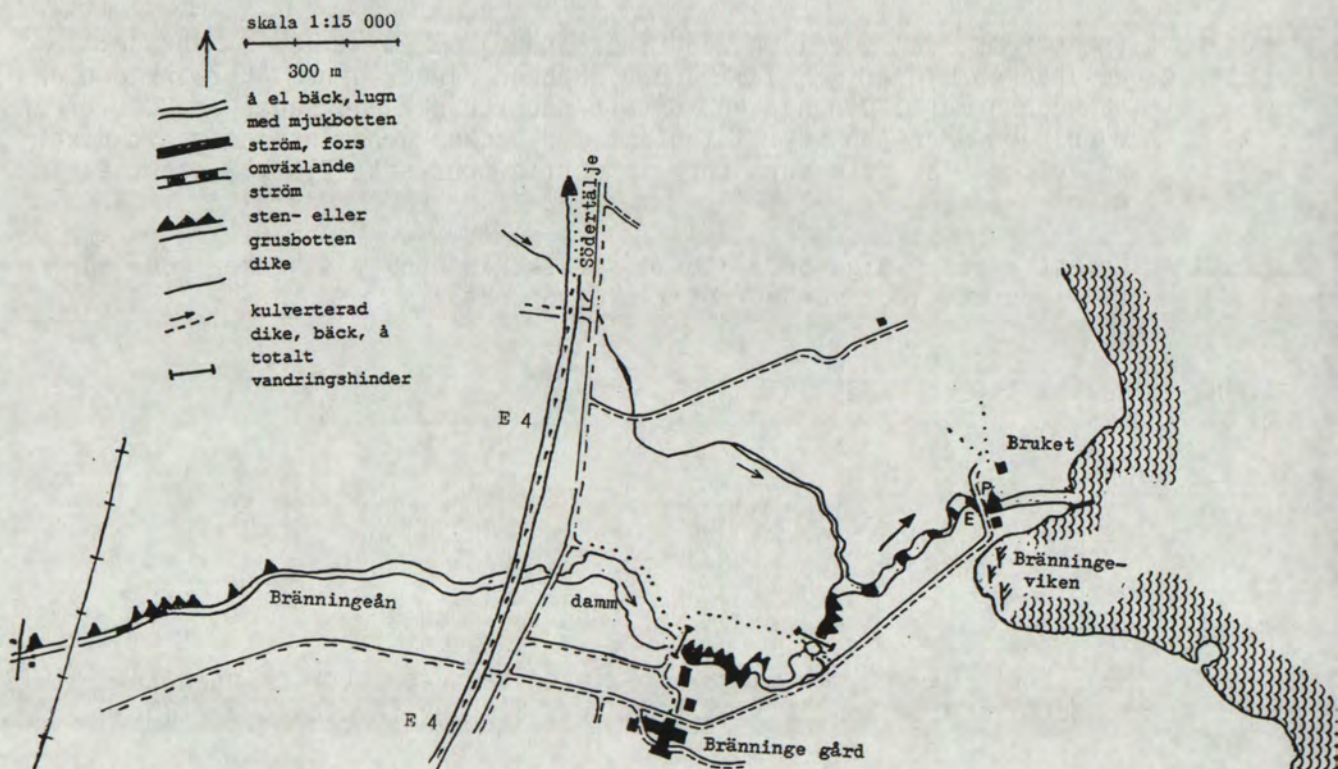 skala 1:15 000
300 m
å el bäck, lugn
med mjukbotten
ström, fors
omväxlande
ström
sten- eller
grusbotten
dike
kulverterad
dike, bäck, å
totalt
vandringshinder
Södertälje
E 4
Bruket
P
E
Bränninge-
viken
Bränningeån
damm
E 4
Bränninge gård